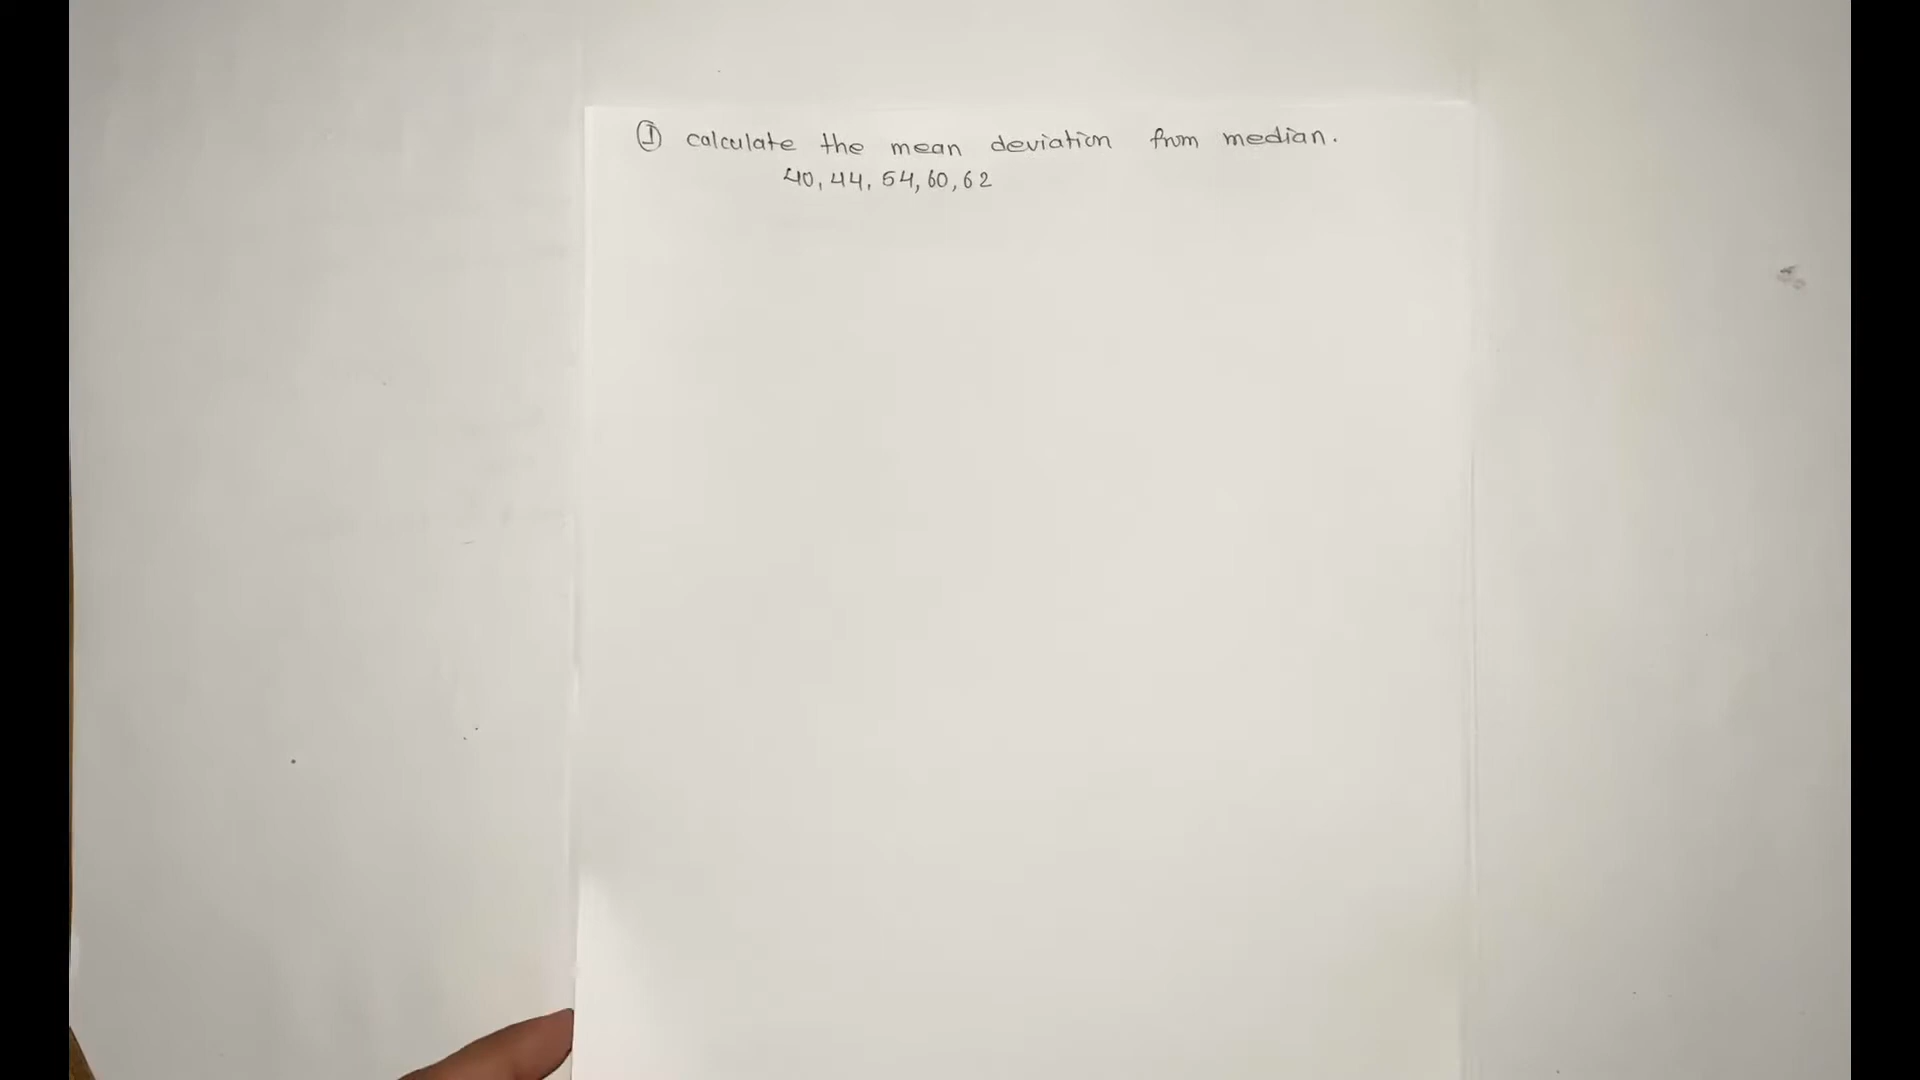 ① calculate the mean deviation from median.
40, 44, 54, 60, 62